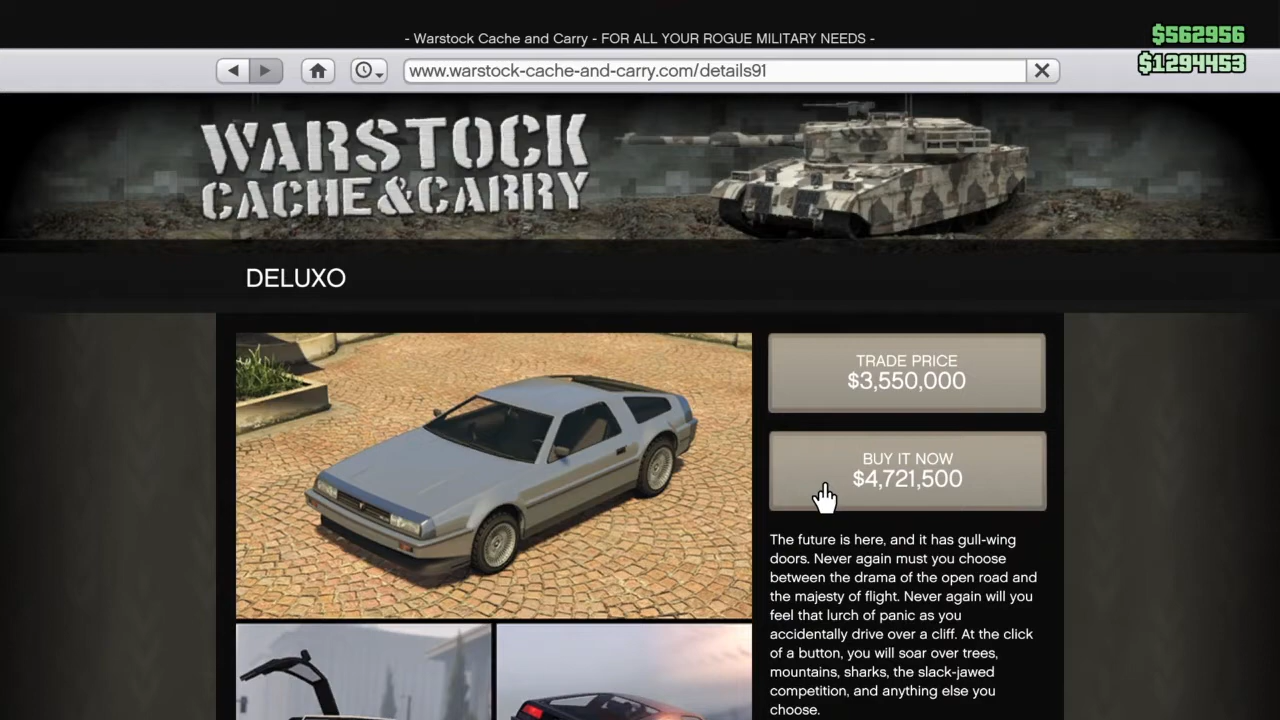 - Warstock Cache and Carry - FOR ALL YOUR ROGUE MILITARY NEEDS -
$562956
$1294453
www.warstock-cache-and-carry.com/details91
WARSTOCK
CACHE&CARRY
DELUXO
TRADE PRICE
$3,550,000
BUY IT NOW
$4,721,500
The future is here, and it has gull-wing
doors. Never again must you choose
between the drama of the open road and
the majesty of flight. Never again will you
feel that lurch of panic as you
accidentally drive over a cliff. At the click
of a button, you will soar over trees,
mountains, sharks, the slack-jawed
competition, and anything else you
choose.